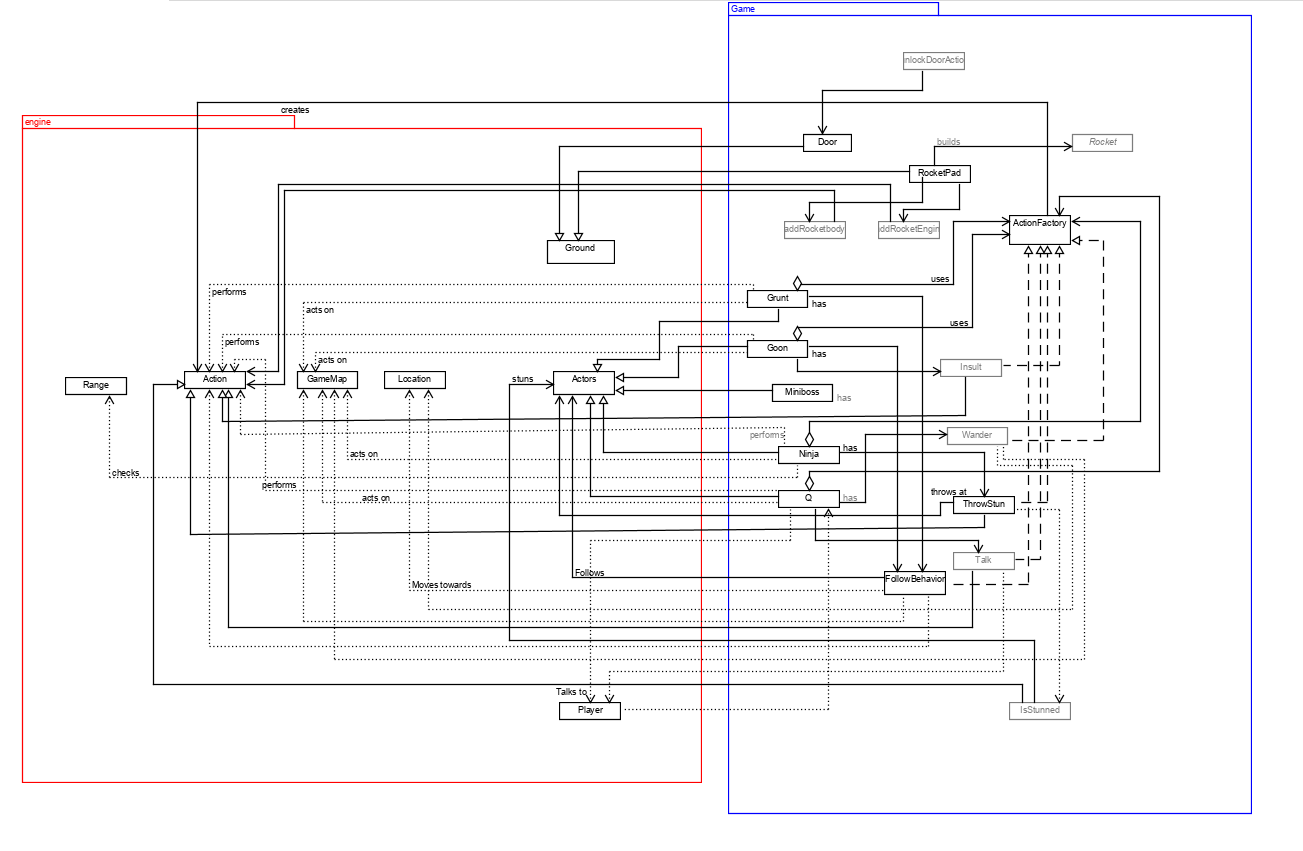 Game
nlockDoorActio
creates
engine
Door
builds
Rocket
RocketPad
ActionFactory
addRocketbody
ddRocketEngin
Ground
uses
performs
Grunt
has
acts on
uses
performs
Goon
has
acts on
Insult
Range
Action
GameMap
Location
stuns
Actors
Miniboss
has
performs
Wander
acts on
Ninja
has
checks
performs
acts on
Q
has
throws at
ThrowStun
Talk
Follows
FollowBehavior
Moves towards
Talks to
Player
IsStunned